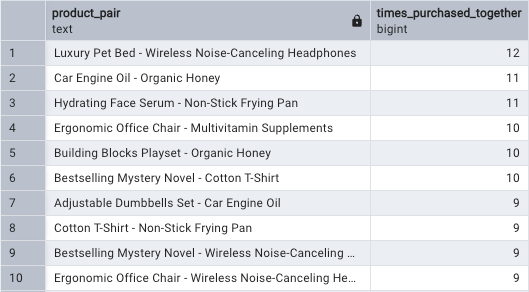 product_pair times_purchased_together
text bigint
1 Luxury Pet Bed - Wireless Noise-Canceling Headphones 12
2 Car Engine Oil - Organic Honey 11
3 Hydrating Face Serum - Non-Stick Frying Pan 11
4 Ergonomic Office Chair - Multivitamin Supplements 10
5 Building Blocks Playset - Organic Honey 10
6 Bestselling Mystery Novel - Cotton T-Shirt 10
7 Adjustable Dumbbells Set - Car Engine Oil 9
8 Cotton T-Shirt - Non-Stick Frying Pan 9
9 Bestselling Mystery Novel - Wireless Noise-Canceling ... 9
10 Ergonomic Office Chair - Wireless Noise-Canceling He... 9